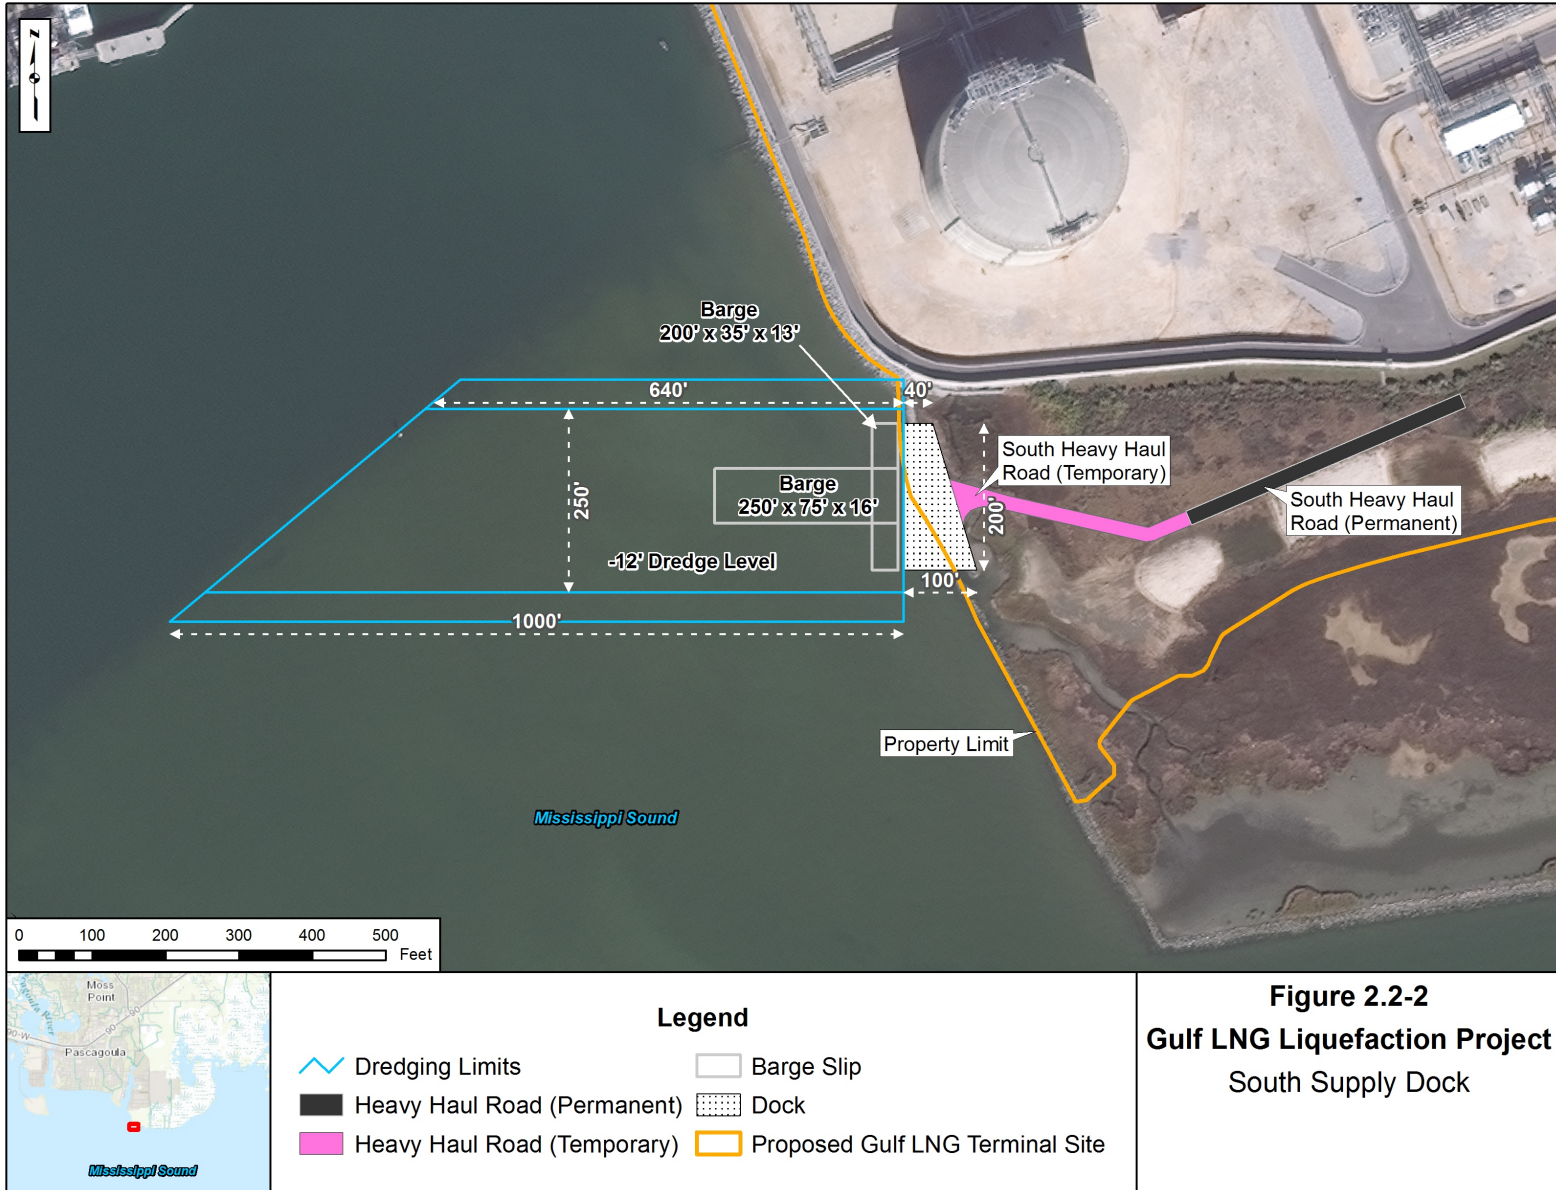 N
Barge
200' x 35' x 13'
640'
40'
South Heavy Haul
Road (Temporary)
Barge
250' x 75' x 16'
250'
200'
South Heavy Haul
Road (Permanent)
-12' Dredge Level
100'
1000'
Property Limit
Mississippi Sound
0 100 200 300 400 500
Feet
Moss
Point
90
90
90-W
Pascagoula
Mississippi Sound
Legend
Dredging Limits
Heavy Haul Road (Permanent)
Heavy Haul Road (Temporary)
Barge Slip
Dock
Proposed Gulf LNG Terminal Site
Figure 2.2-2
Gulf LNG Liquefaction Project
South Supply Dock